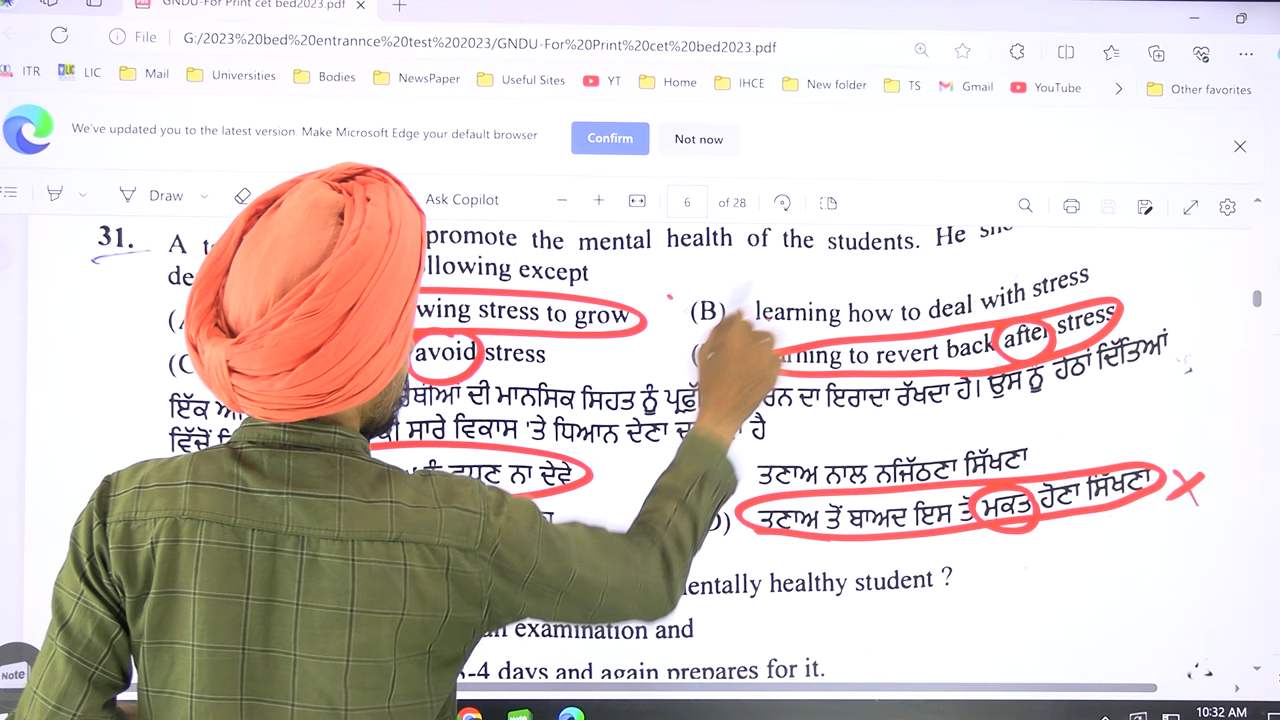 GNDU-For Print cet bed2023.pdf
File G:/2023%20bed%20entrannce%20test%202023/GNDU-For%20Print%20cet%20bed2023.pdf
ITR LIC Mail Universities Bodies NewsPaper Useful Sites YT Home IHCE New folder TS Gmail YouTube Other favorites
We've updated you to the latest version. Make Microsoft Edge your default browser Confirm Not now
Draw Ask Copilot 6 of 28
31. A promote the mental health of the students. He
llowing except
wing stress to grow (B) learning how to deal with stress
(C avoid stress rning to revert back after stress
ਇੱਕ ਦੀ ਮਾਨਸਿਕ ਸਿਹਤ ਨੂੰ ਦਾ ਇਰਾਦਾ ਰੱਖਦਾ ਹੈ। ਉਸ ਨੂੰ ਹੇਠਾਂ ਦਿੱਤਿਆਂ
ਵਿੱਚੋਂ ਸਾਰੇ ਵਿਕਾਸ 'ਤੇ ਧਿਆਨ ਦੇਣਾ ਹੈ
ਨਾ ਦੇਵੇ ਤਣਾਅ ਨਾਲ ਨਜਿੱਠਣਾ ਸਿੱਖਣਾ
D) ਤਣਾਅ ਤੋਂ ਬਾਅਦ ਇਸ ਤੋਂ ਮੁਕਤ ਹੋਣਾ ਸਿੱਖਣਾ
entally healthy student ?
examination and
-4 days and again prepares for it.
Note
10:32 AM